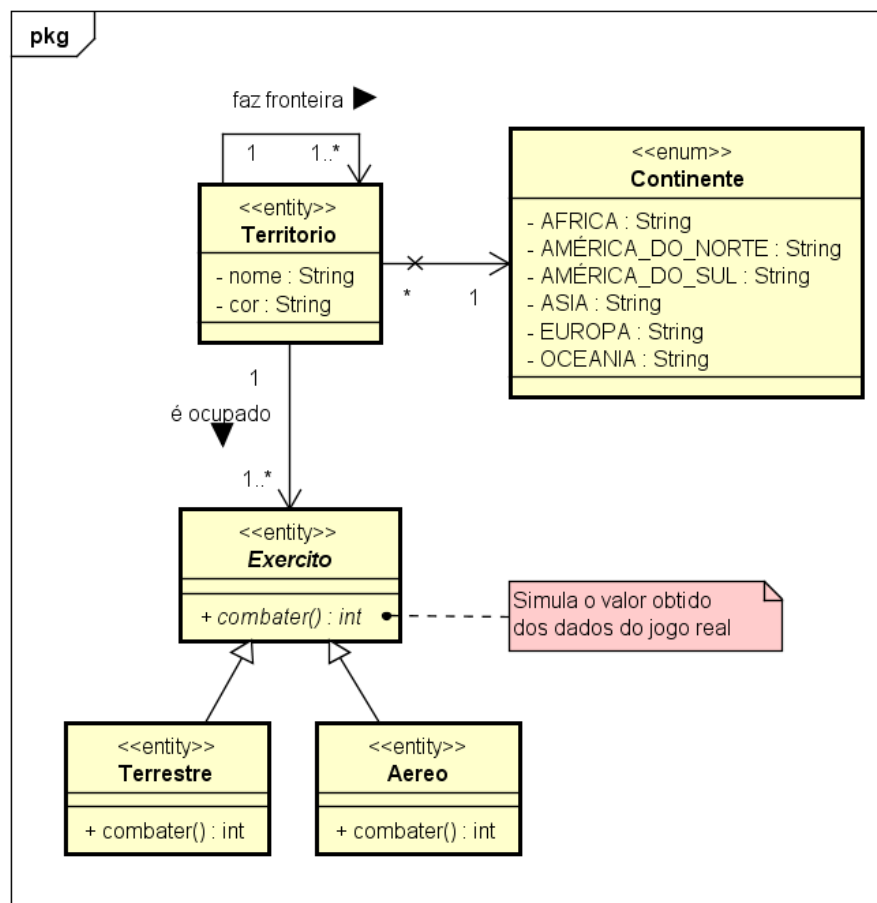 pkg
faz fronteira
1
1..*
<<entity>>
Territorio
- nome : String
- cor : String
*
1
<<enum>>
Continente
- AFRICA : String
- AMÉRICA_DO_NORTE : String
- AMÉRICA_DO_SUL : String
- ASIA : String
- EUROPA : String
- OCEANIA : String
1
é ocupado
1..*
<<entity>>
Exercito
+ combater() : int
Simula o valor obtido
dos dados do jogo real
<<entity>>
Terrestre
+ combater() : int
<<entity>>
Aereo
+ combater() : int